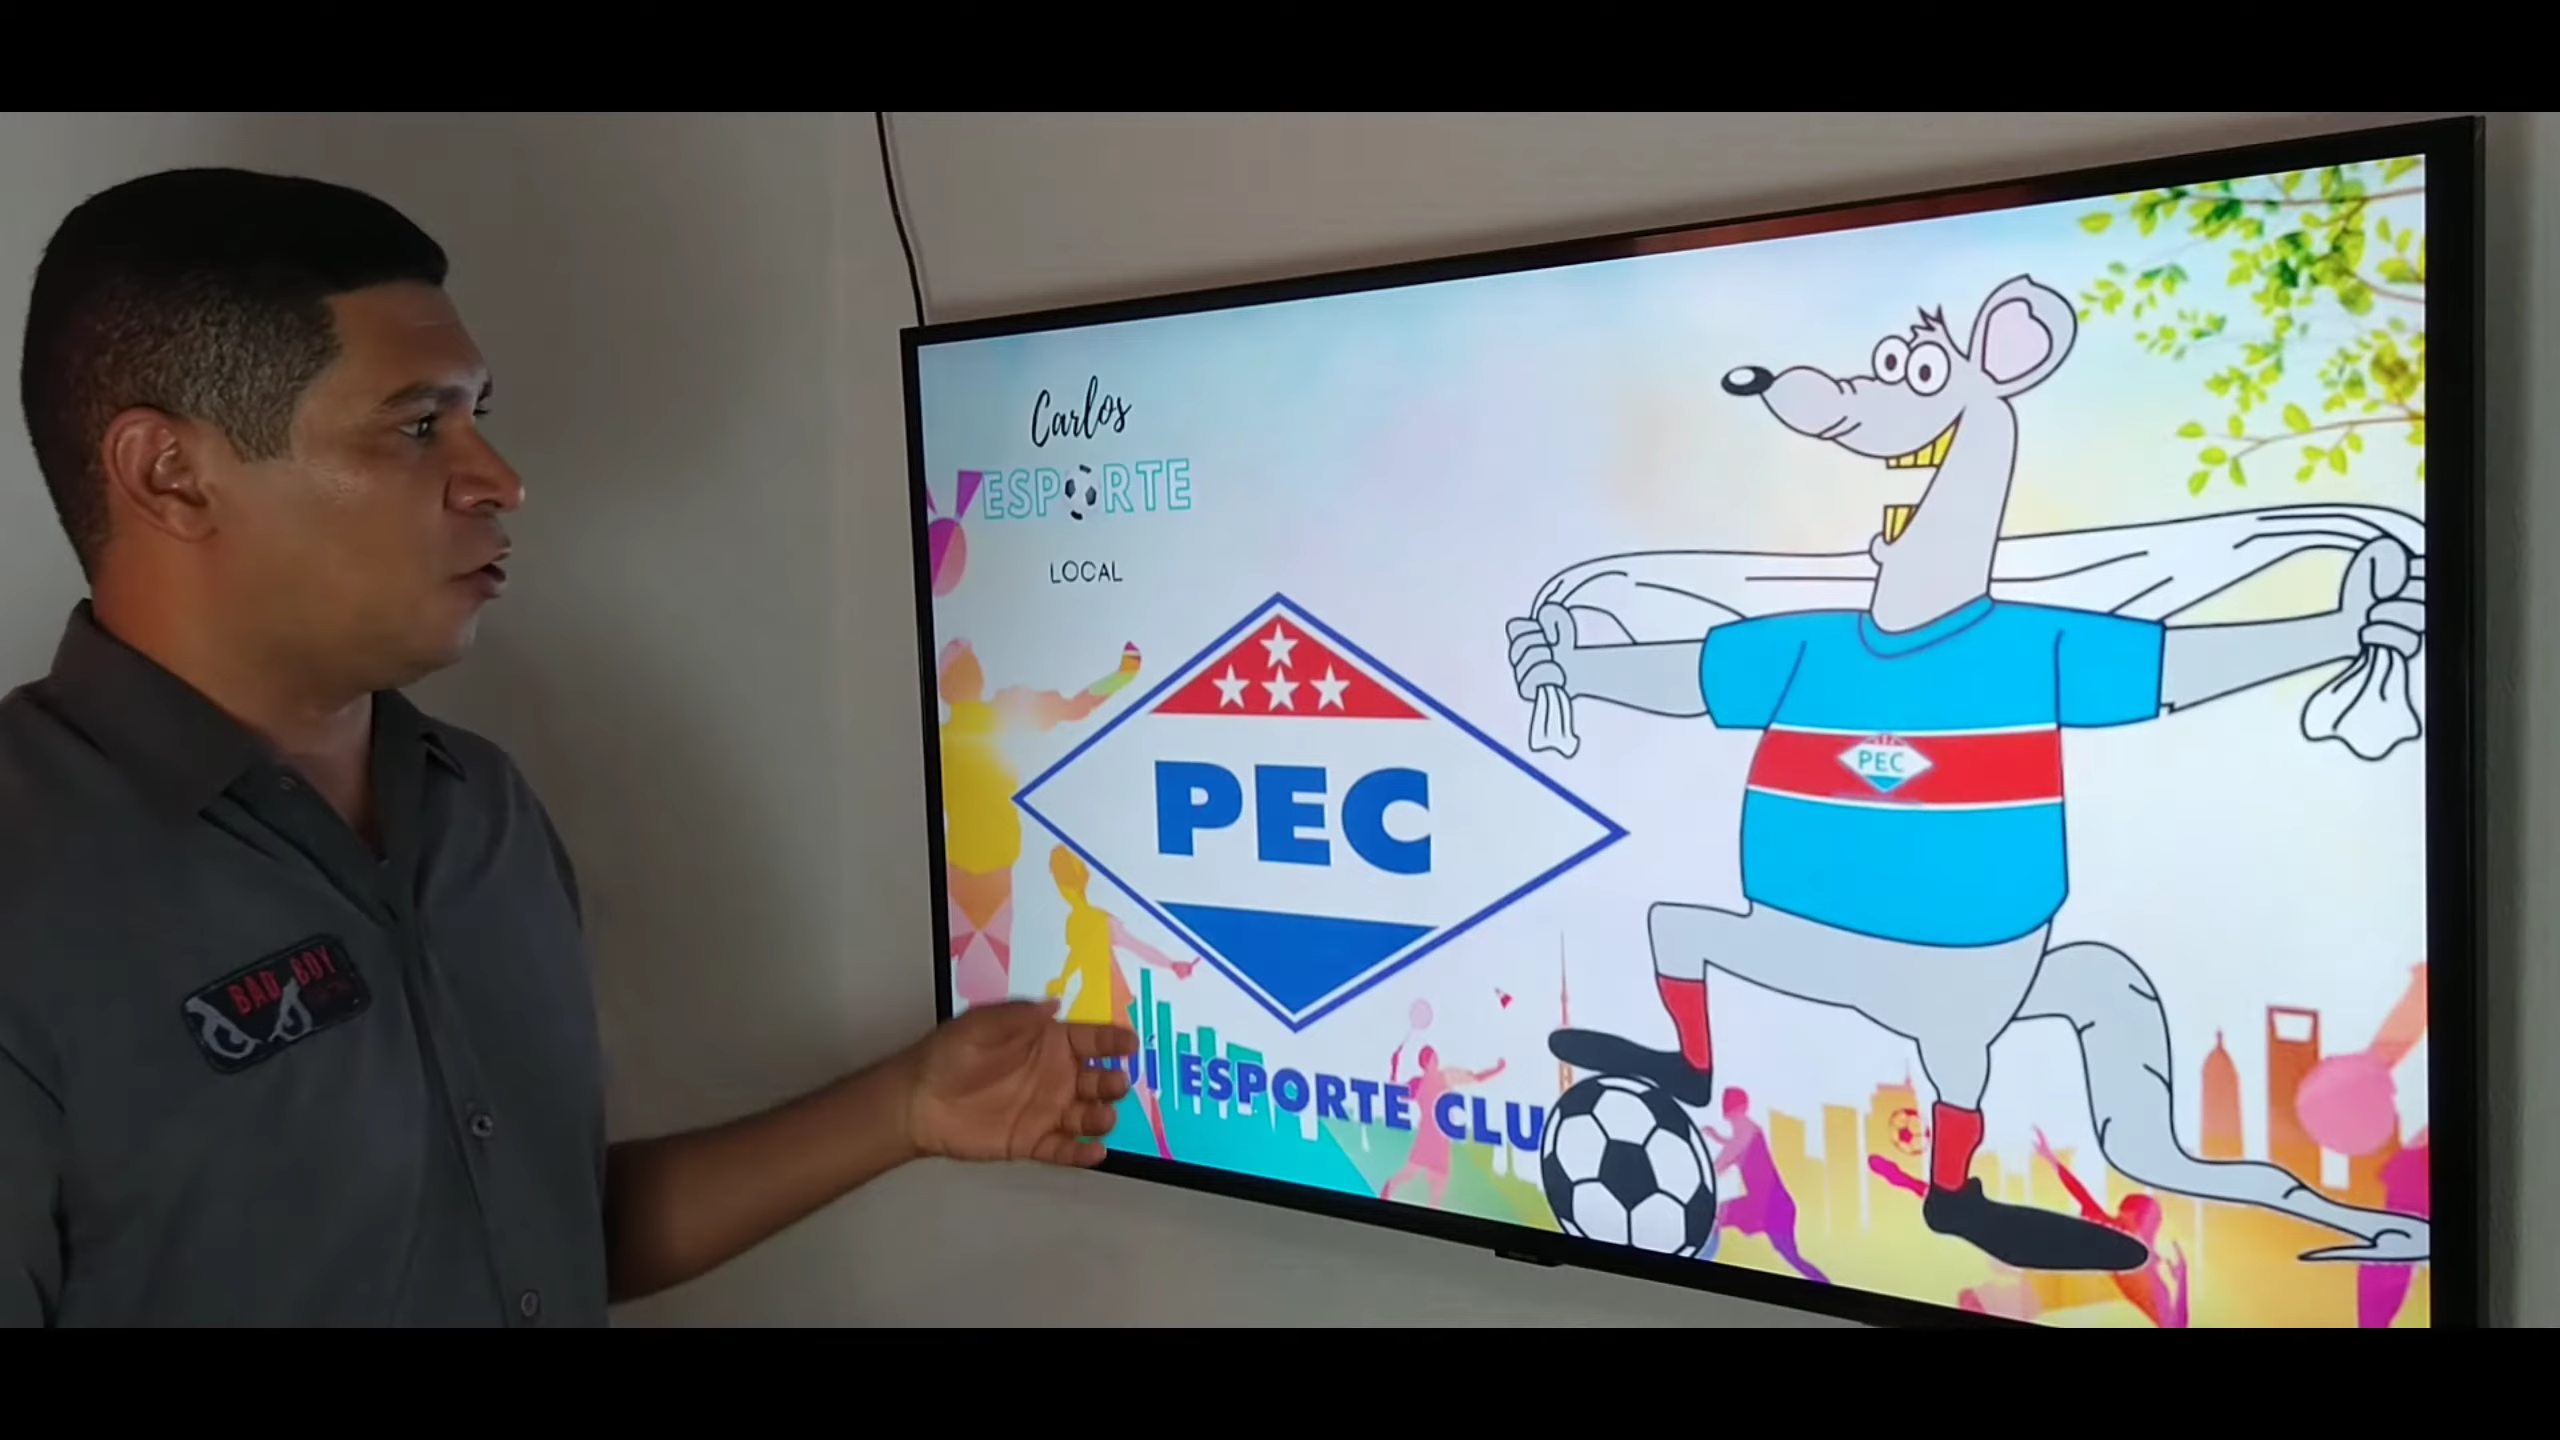 Carlos
ESPORTE
LOCAL
PEC
PEC
ESPORTE CLU
BAD BOY